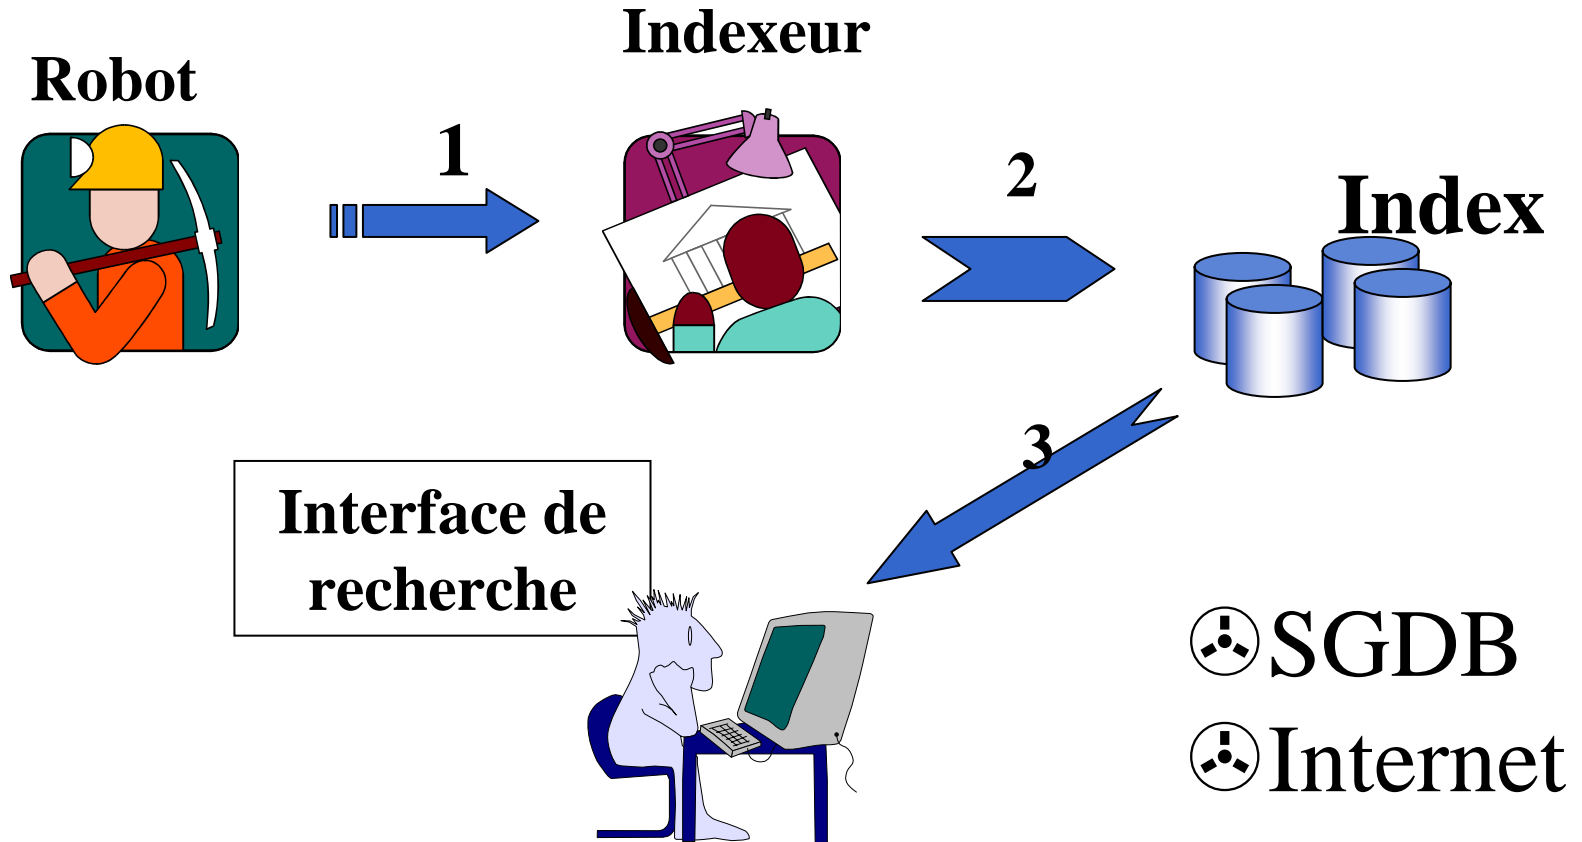 Indexeur
Robot
1
2
Index
3
Interface de
recherche
SGDB
Internet